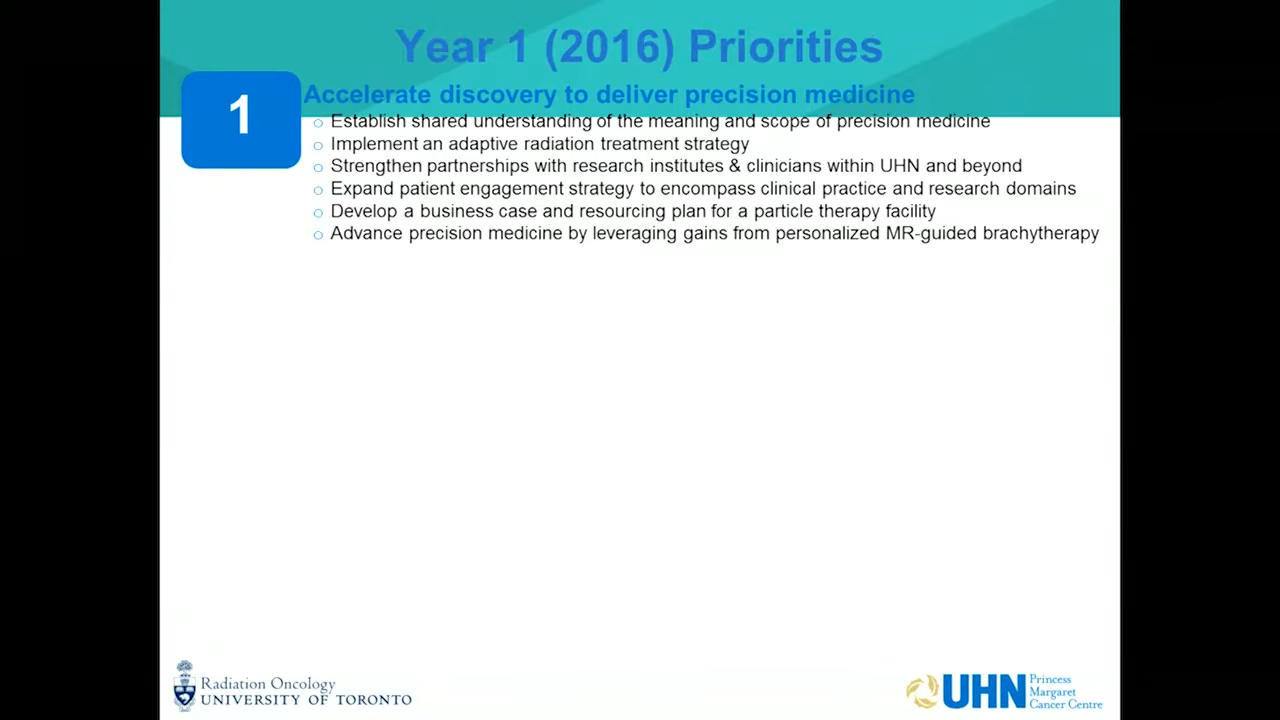 Year 1 (2016) Priorities
1
Accelerate discovery to deliver precision medicine
○ Establish shared understanding of the meaning and scope of precision medicine
○ Implement an adaptive radiation treatment strategy
○ Strengthen partnerships with research institutes & clinicians within UHN and beyond
○ Expand patient engagement strategy to encompass clinical practice and research domains
○ Develop a business case and resourcing plan for a particle therapy facility
○ Advance precision medicine by leveraging gains from personalized MR-guided brachytherapy
Radiation Oncology
UNIVERSITY OF TORONTO
UHN
Princess
Margaret
Cancer Centre